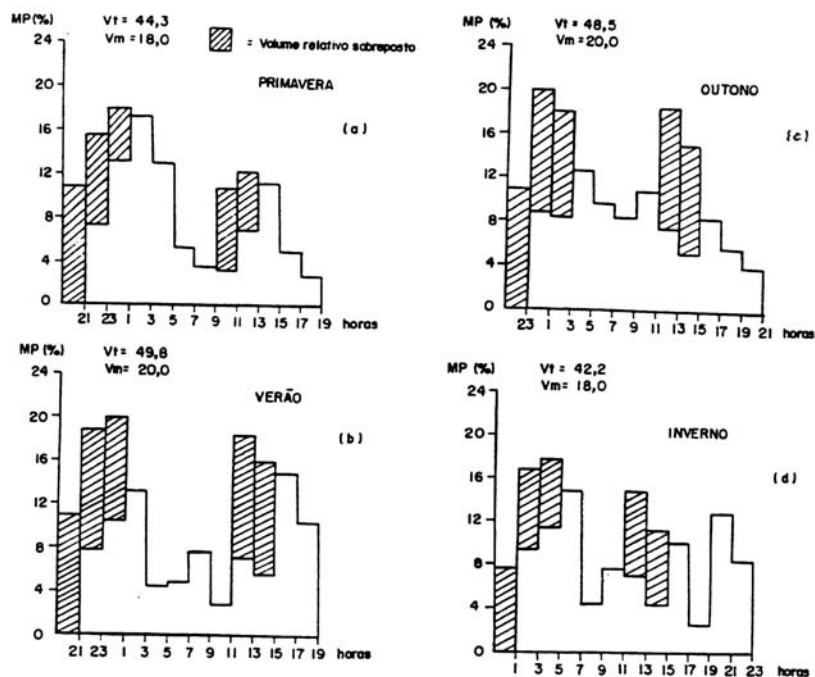 MP(%) Vt = 44,3
Vm = 18,0
= Volume relativo sobreposto
PRIMAVERA
(a)
24
20
16
12
8
4
0
21 23 1 3 5 7 9 11 13 15 17 19 horas
MP (%) Vt = 48,5
Vm = 20,0
OUTONO
(c)
24
20
16
12
8
4
0
23 1 3 5 7 9 11 13 15 17 19 21 horas
MP (%) Vt = 49,8
Vm = 20,0
VERÃO
(b)
24
20
16
12
8
4
0
21 23 1 3 5 7 9 11 13 15 17 19 horas
MP (%) Vt = 42,2
Vm = 18,0
INVERNO
(d)
24
20
16
12
8
4
0
1 3 5 7 9 11 13 15 17 19 21 23 horas